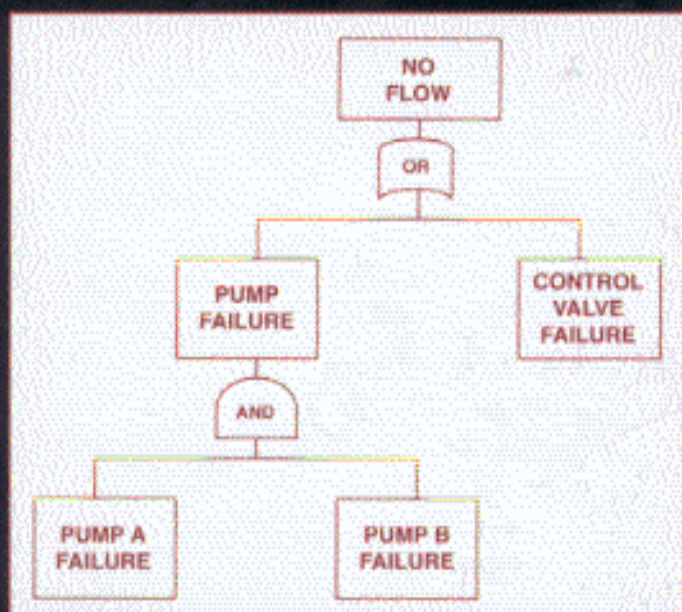 NO
FLOW
OR
PUMP
FAILURE
CONTROL
VALVE
FAILURE
AND
PUMP A
FAILURE
PUMP B
FAILURE